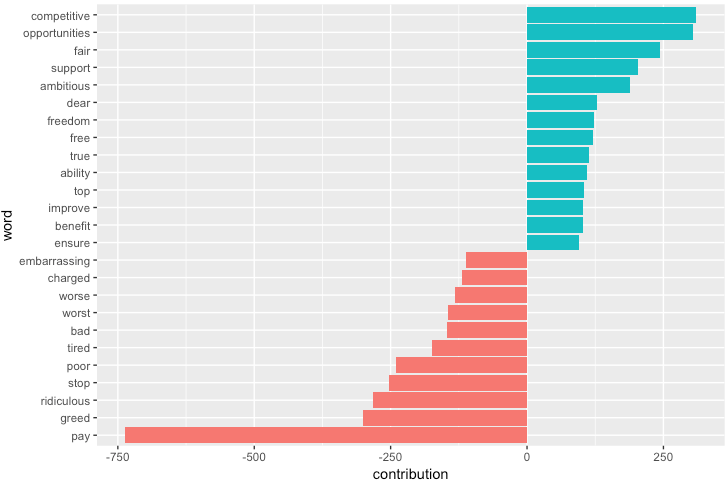 competitive
opportunities
fair
support
ambitious
dear
freedom
free
true
ability
top
improve
benefit
ensure
embarrassing
charged
worse
worst
bad
tired
poor
stop
ridiculous
greed
pay
word
-750 -500 -250 0 250
contribution